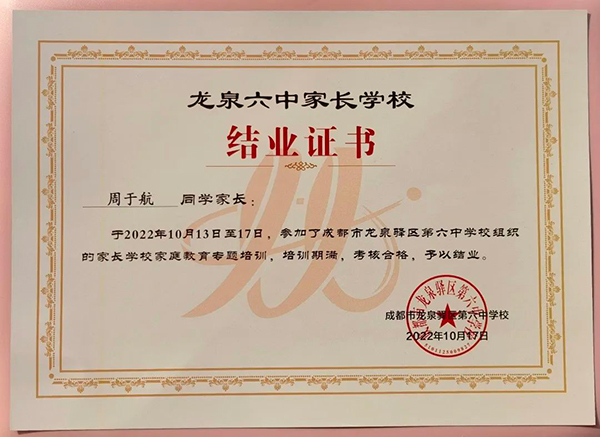 龙泉六中家长学校
结业证书
周于航 同学家长：
于2022年10月13日至17日，参加了成都市龙泉驿区第六中学校组织
的家长学校家庭教育专题培训，培训期满，考核合格，予以结业。
成都市龙泉驿区第六中学校
2022年10月17日